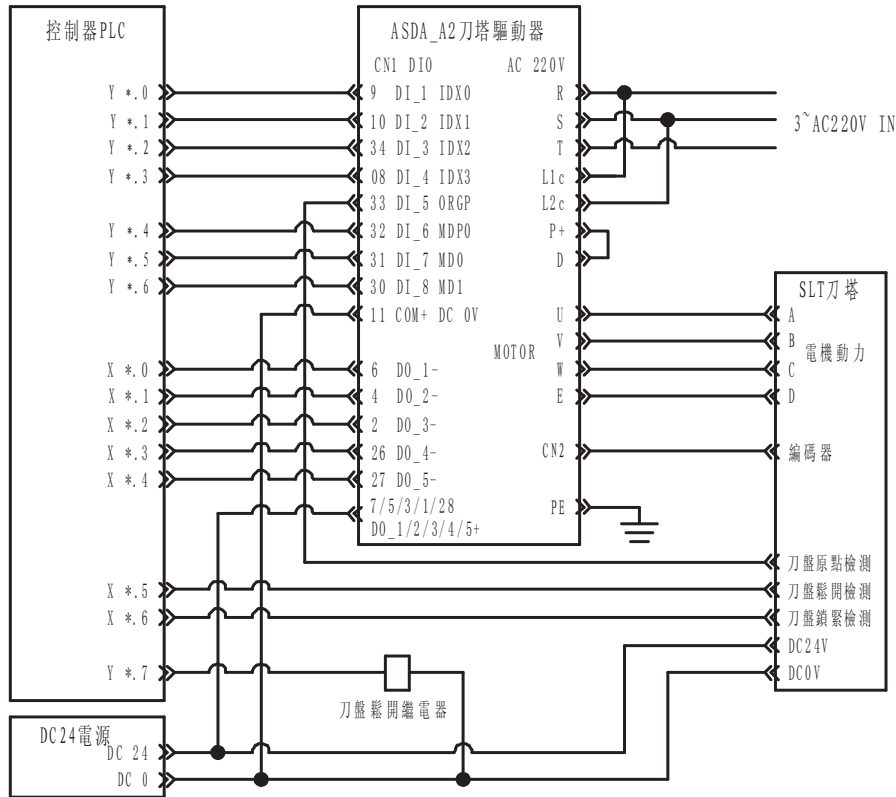 控制器PLC
Y *.0
Y *.1
Y *.2
Y *.3
Y *.4
Y *.5
Y *.6
X *.0
X *.1
X *.2
X *.3
X *.4
X *.5
X *.6
Y *.7
DC24電源
DC 24
DC 0
ASDA_A2刀塔驅動器
CN1 DIO
AC 220V
9 DI_1 IDX0
10 DI_2 IDX1
34 DI_3 IDX2
08 DI_4 IDX3
33 DI_5 ORGP
32 DI_6 MDP0
31 DI_7 MD0
30 DI_8 MD1
11 COM+ DC 0V
MOTOR
6 DO_1-
4 DO_2-
2 DO_3-
26 DO_4-
27 DO_5-
7/5/3/1/28
DO_1/2/3/4/5+
R
S
T
L1c
L2c
P+
D
U
V
W
E
CN2
PE
3~AC220V IN
刀盤鬆開繼電器
SLT刀塔
A
B
電機動力
C
D
編碼器
刀盤原點檢測
刀盤鬆開檢測
刀盤鎖緊檢測
DC24V
DC0V